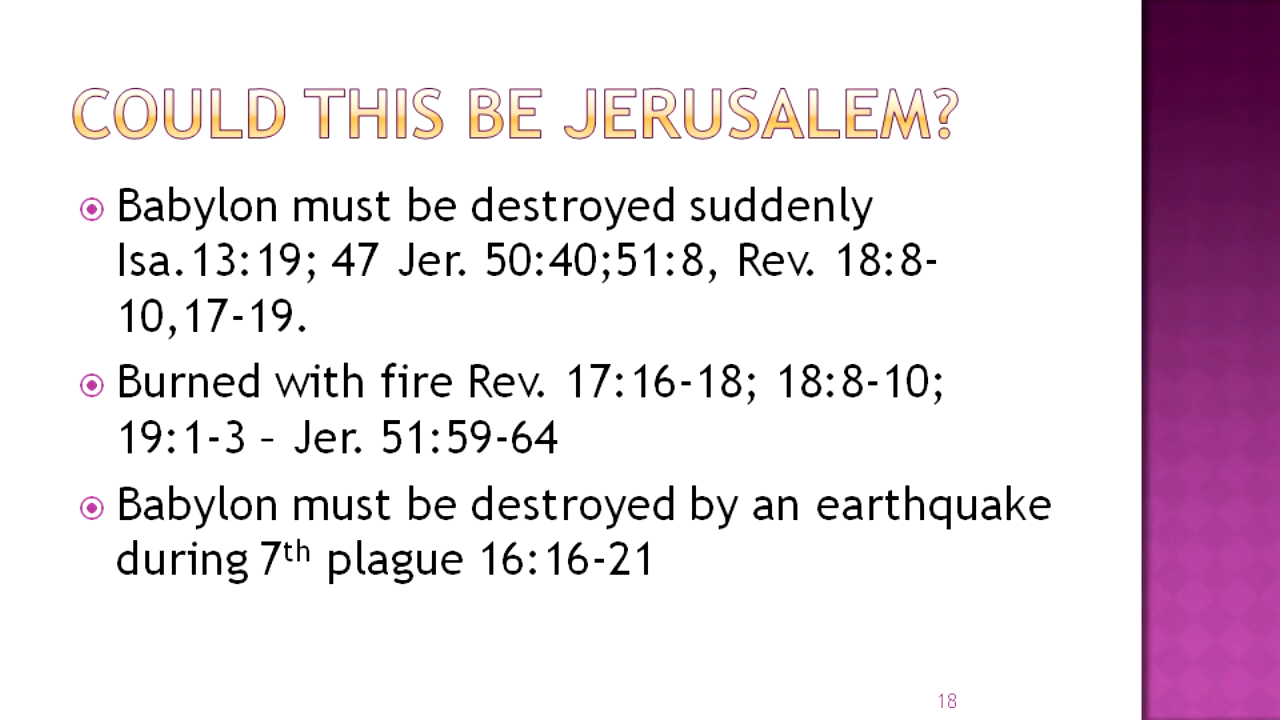 COULD THIS BE JERUSALEM?
Babylon must be destroyed suddenly
Isa.13:19; 47 Jer. 50:40;51:8, Rev. 18:8-
10,17-19.
Burned with fire Rev. 17:16-18; 18:8-10;
19:1-3 – Jer. 51:59-64
Babylon must be destroyed by an earthquake
during 7th plague 16:16-21
18